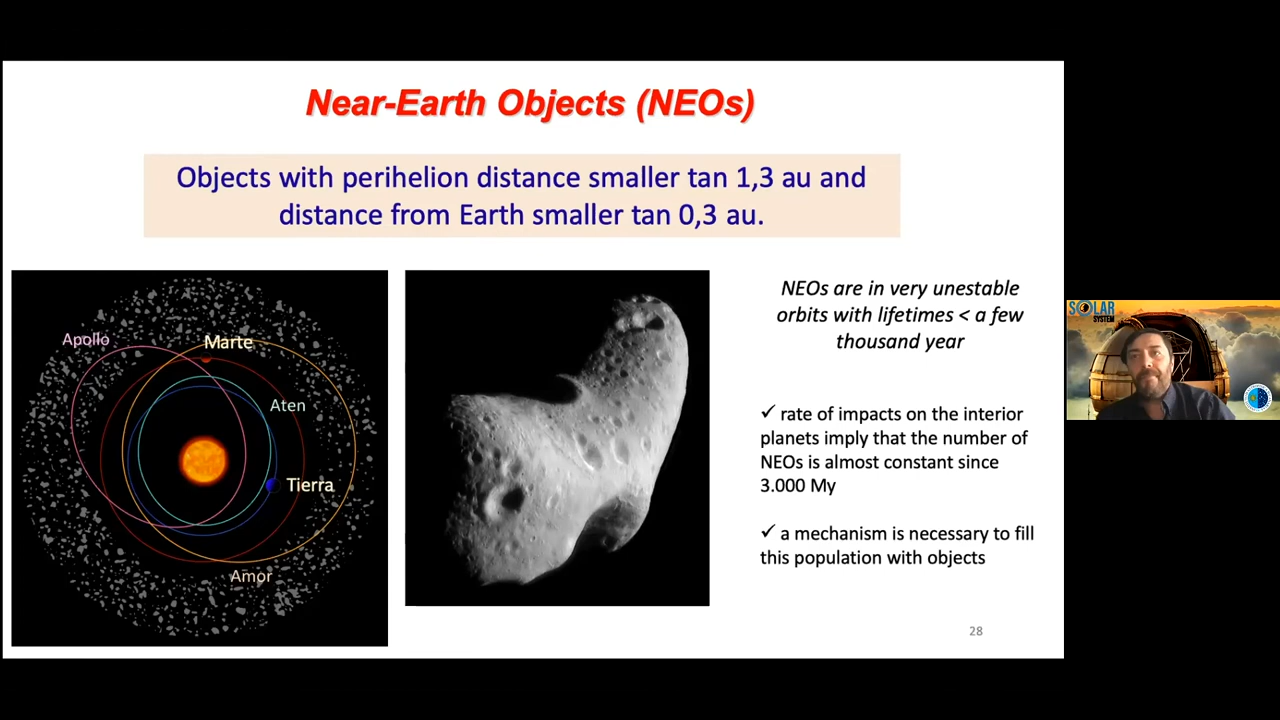 Near-Earth Objects (NEOs)
Objects with perihelion distance smaller tan 1,3 au and
distance from Earth smaller tan 0,3 au.
Apollo
Marte
Aten
Tierra
Amor
NEOs are in very unestable
orbits with lifetimes < a few
thousand year
✓ rate of impacts on the interior
planets imply that the number of
NEOs is almost constant since
3.000 My
✓ a mechanism is necessary to fill
this population with objects
28
SOLAR
SYSTEM